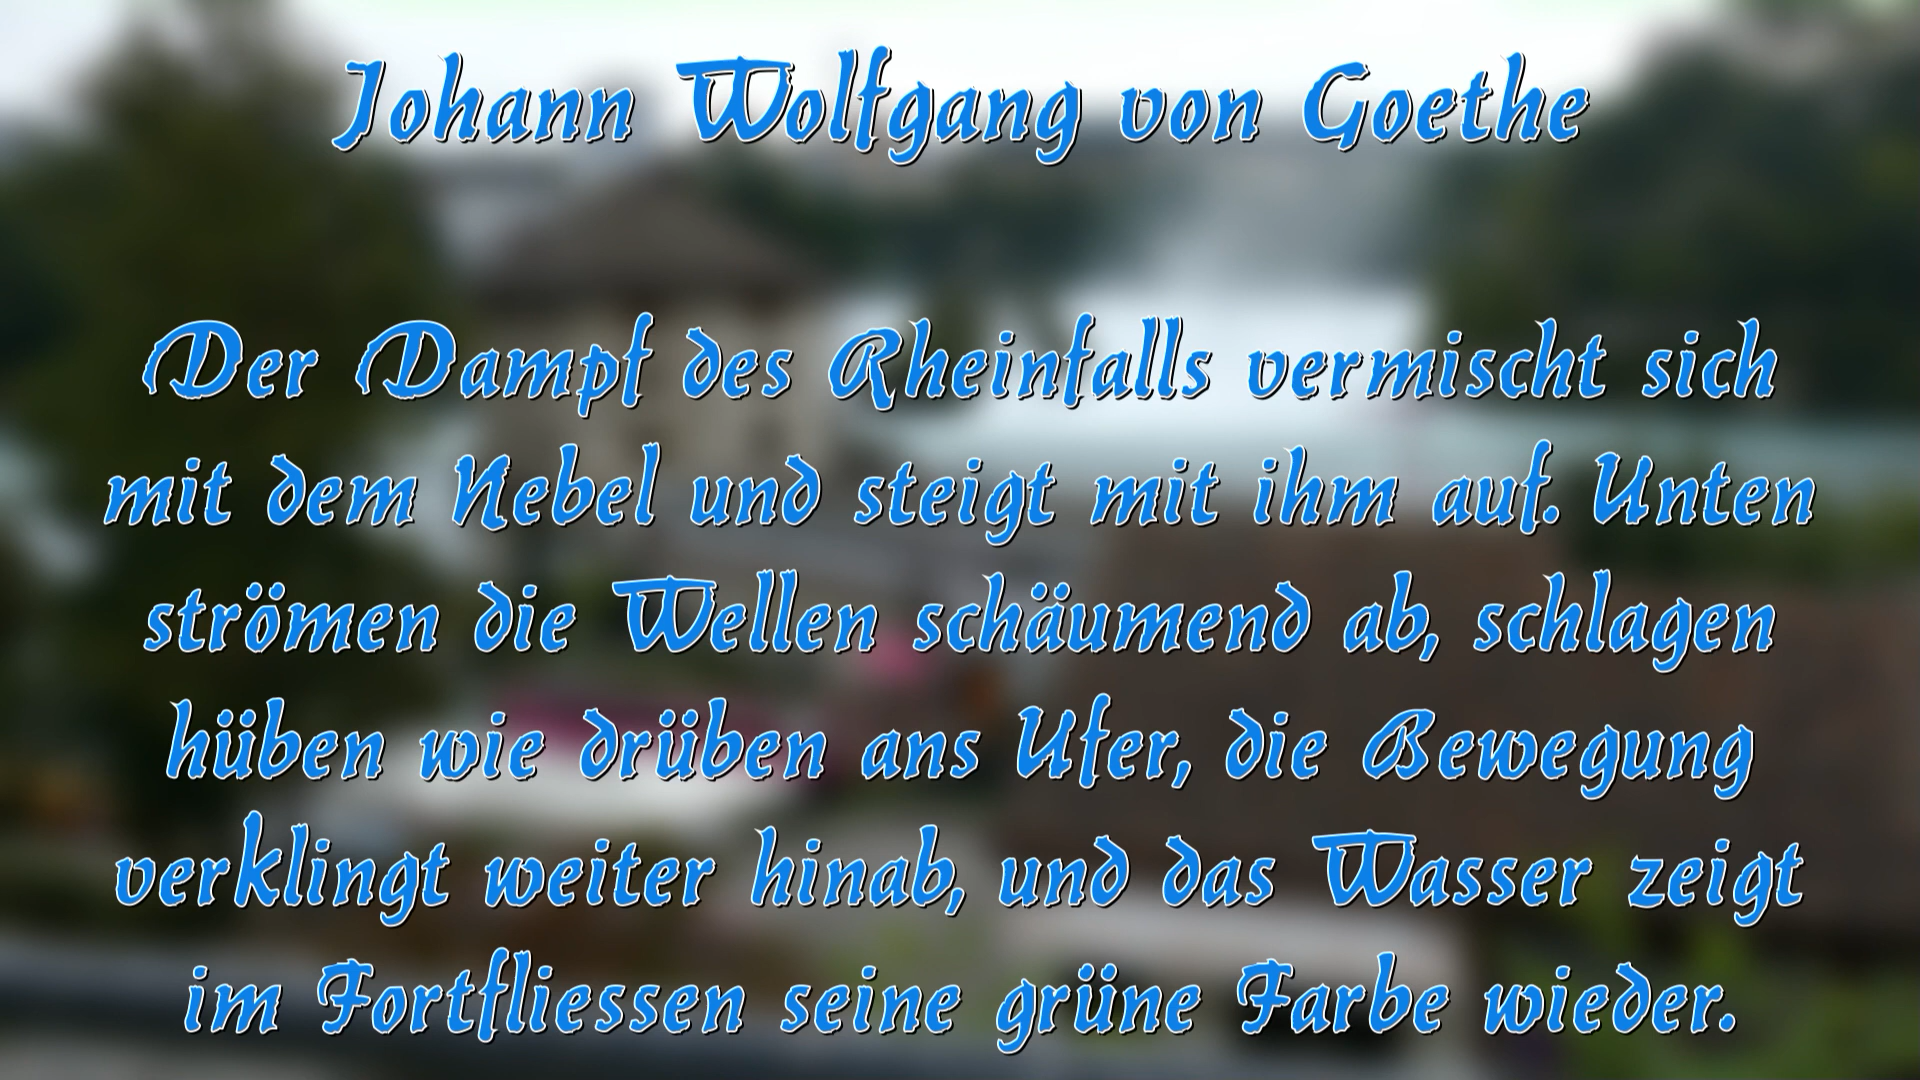 Johann Wolfgang von Goethe
Der Dampf des Rheinfalls vermischt sich
mit dem Nebel und steigt mit ihm auf. Unten
strömen die Wellen schäumend ab, schlagen
hüben wie drüben ans Ufer, die Bewegung
verklingt weiter hinab, und das Wasser zeigt
im Fortfliessen seine grüne Farbe wieder.